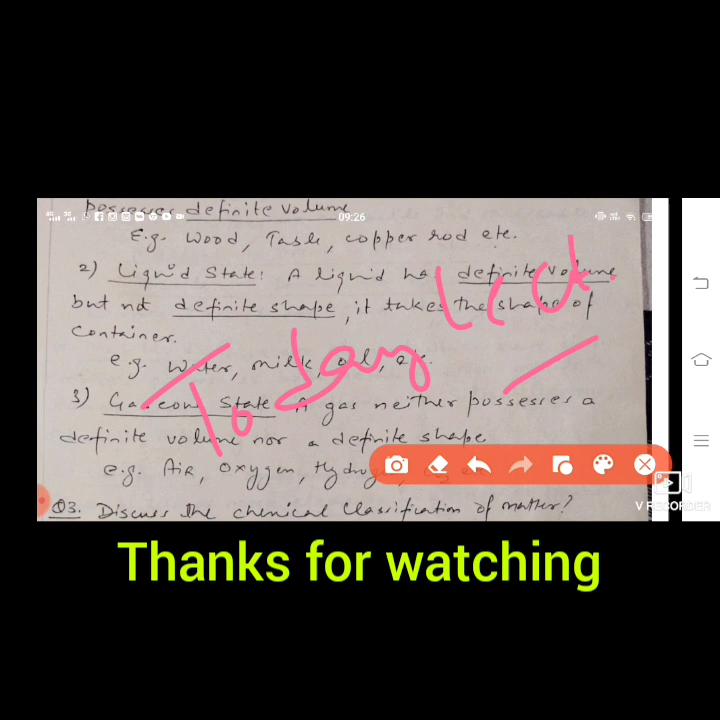 possesses definite volume
09:26
E.g. Wood, Table, copper rod etc.
2) Liquid State: A liquid has definite volume
but not definite shape, it takes the shape of
container.
e.g. Water, milk, oil, etc.
3) Gaseous State A gas neither possesses a
definite volume nor a definite shape
e.g. Air, Oxygen,
Q3. Discuss the chemical classification of matter?
Today Lect.
V RECORDER
Thanks for watching